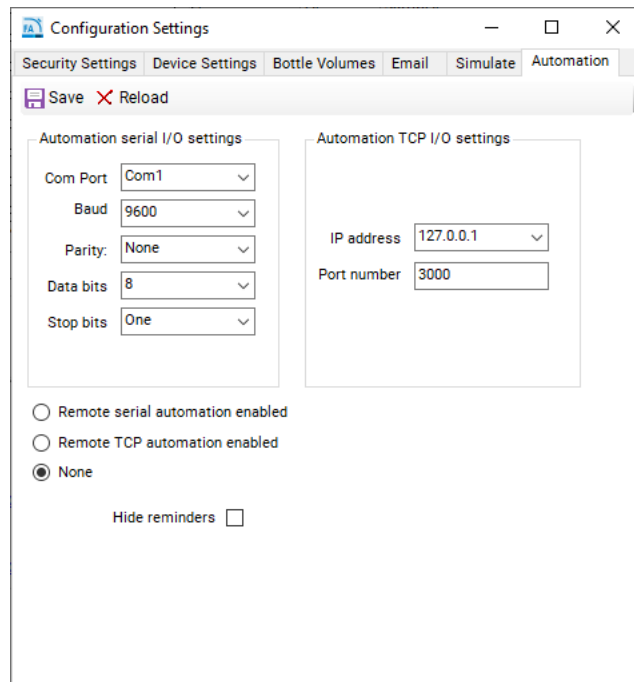 FA Configuration Settings
Security Settings Device Settings Bottle Volumes Email Simulate Automation
Save Reload
Automation serial I/O settings
Com Port Com1
Baud 9600
Parity: None
Data bits 8
Stop bits One
Automation TCP I/O settings
IP address 127.0.0.1
Port number 3000
Remote serial automation enabled
Remote TCP automation enabled
None
Hide reminders